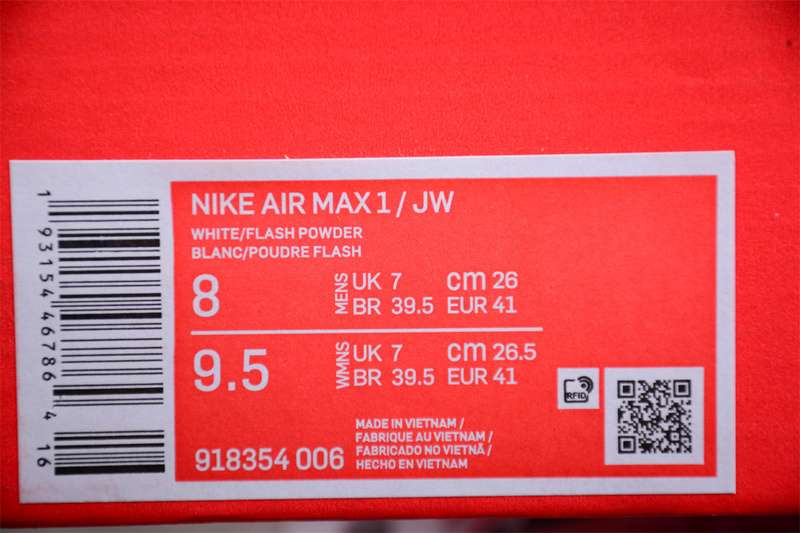 NIKE AIR MAX 1 / JW
WHITE/FLASH POWDER
BLANC/POUDRE FLASH
8 MENS UK 7 cm 26
BR 39.5 EUR 41
9.5 WMNS UK 7 cm 26.5
BR 39.5 EUR 41
918354 006
MADE IN VIETNAM /
FABRIQUE AU VIETNAM /
FABRICADO NO VIETNÃ /
HECHO EN VIETNAM
RFID
1 93154 46786 4 16